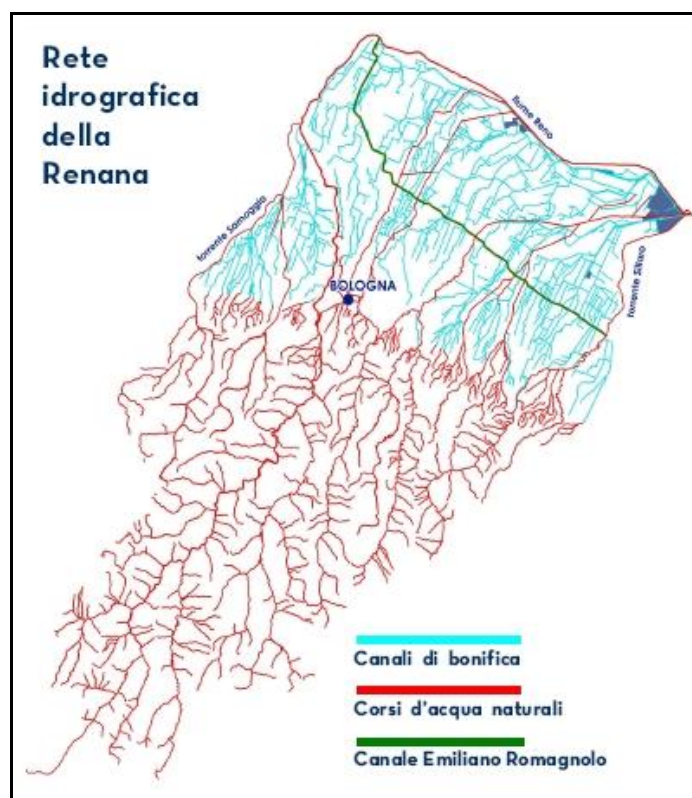 Rete
idrografica
della
Renana
fiume Reno
torrente Samoggia
torrente Sillaro
BOLOGNA
Canali di bonifica
Corsi d'acqua naturali
Canale Emiliano Romagnolo